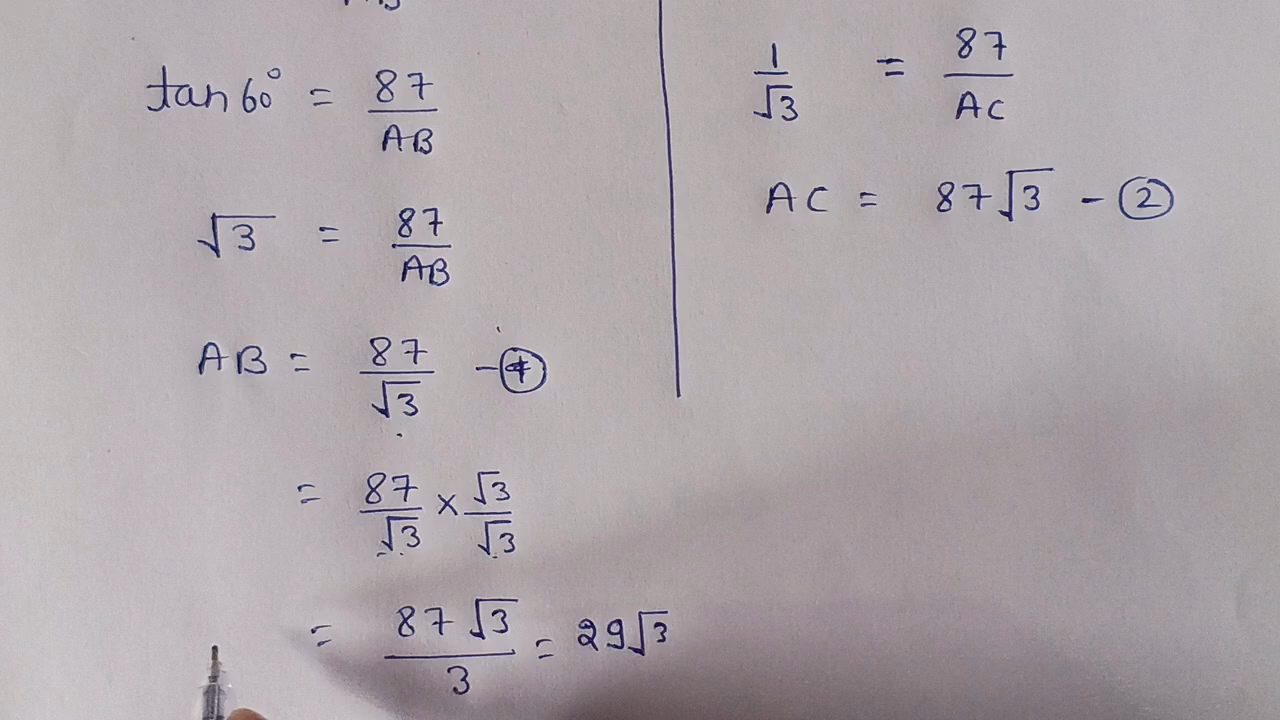 tan 60° = 87/AB
√3 = 87/AB
AB = 87/√3
= 87/√3 × √3/√3
= 87√3/3 = 29√3
1/√3 = 87/AC
AC = 87√3 - ②